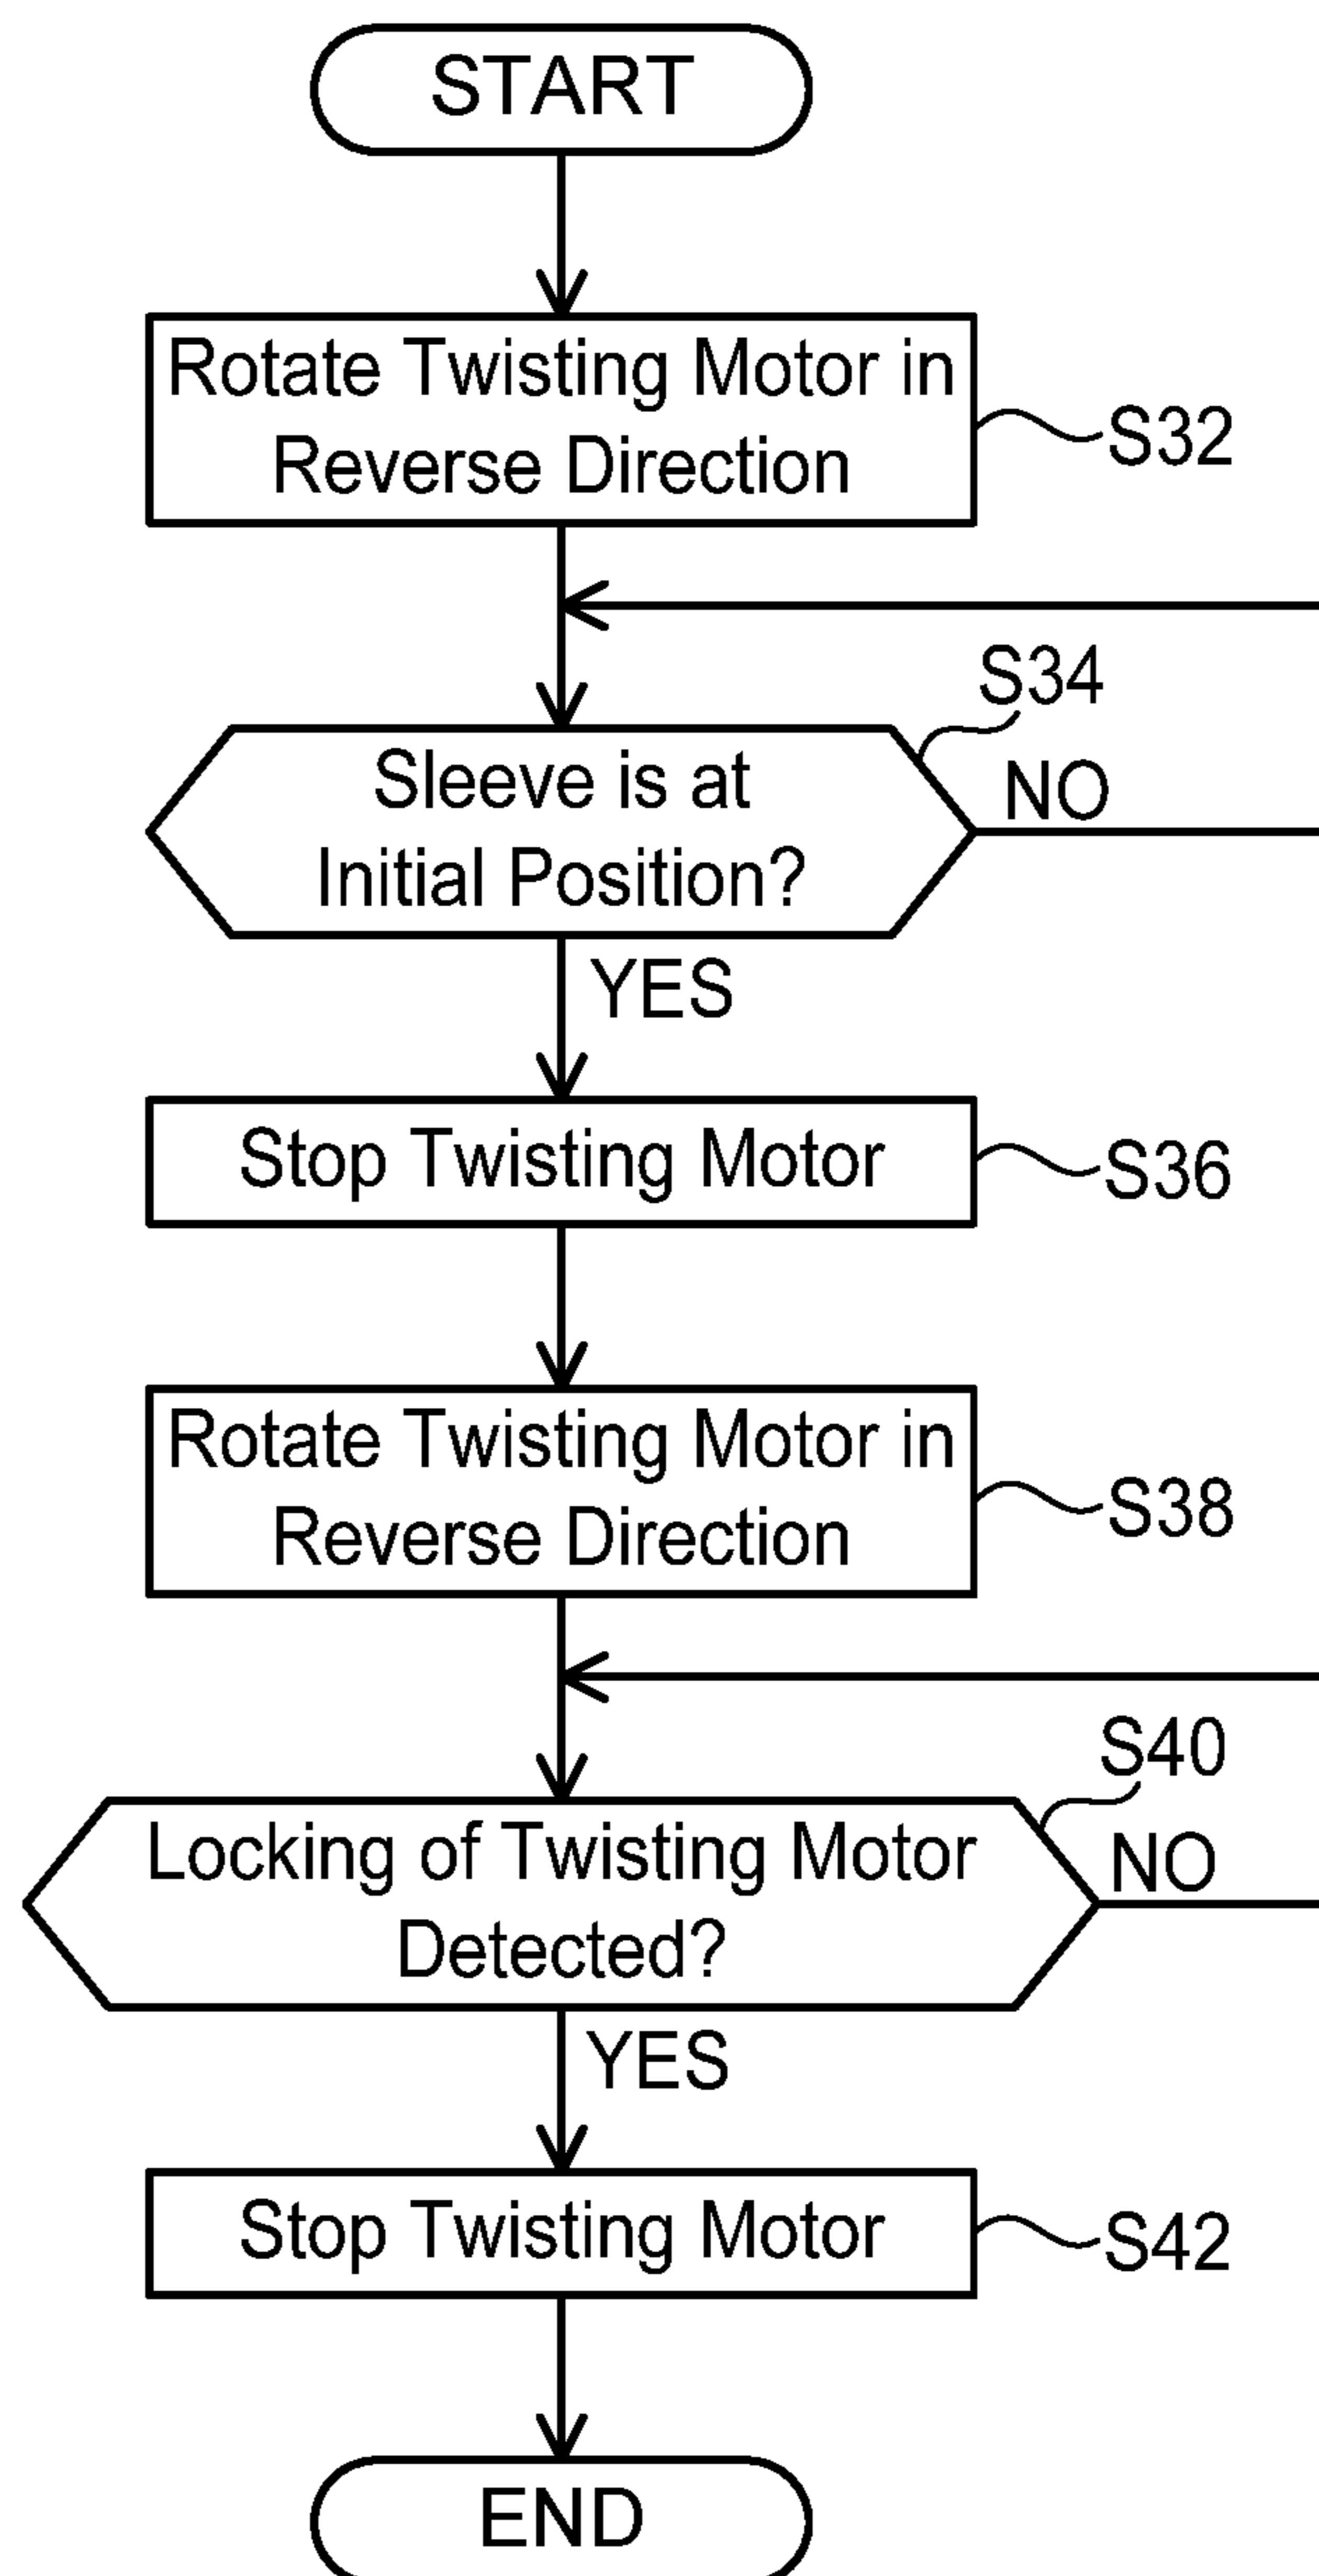 START
Rotate Twisting Motor in
Reverse Direction
S32
S34
Sleeve is at
Initial Position?
NO
YES
Stop Twisting Motor
S36
Rotate Twisting Motor in
Reverse Direction
S38
S40
Locking of Twisting Motor
Detected?
NO
YES
Stop Twisting Motor
S42
END